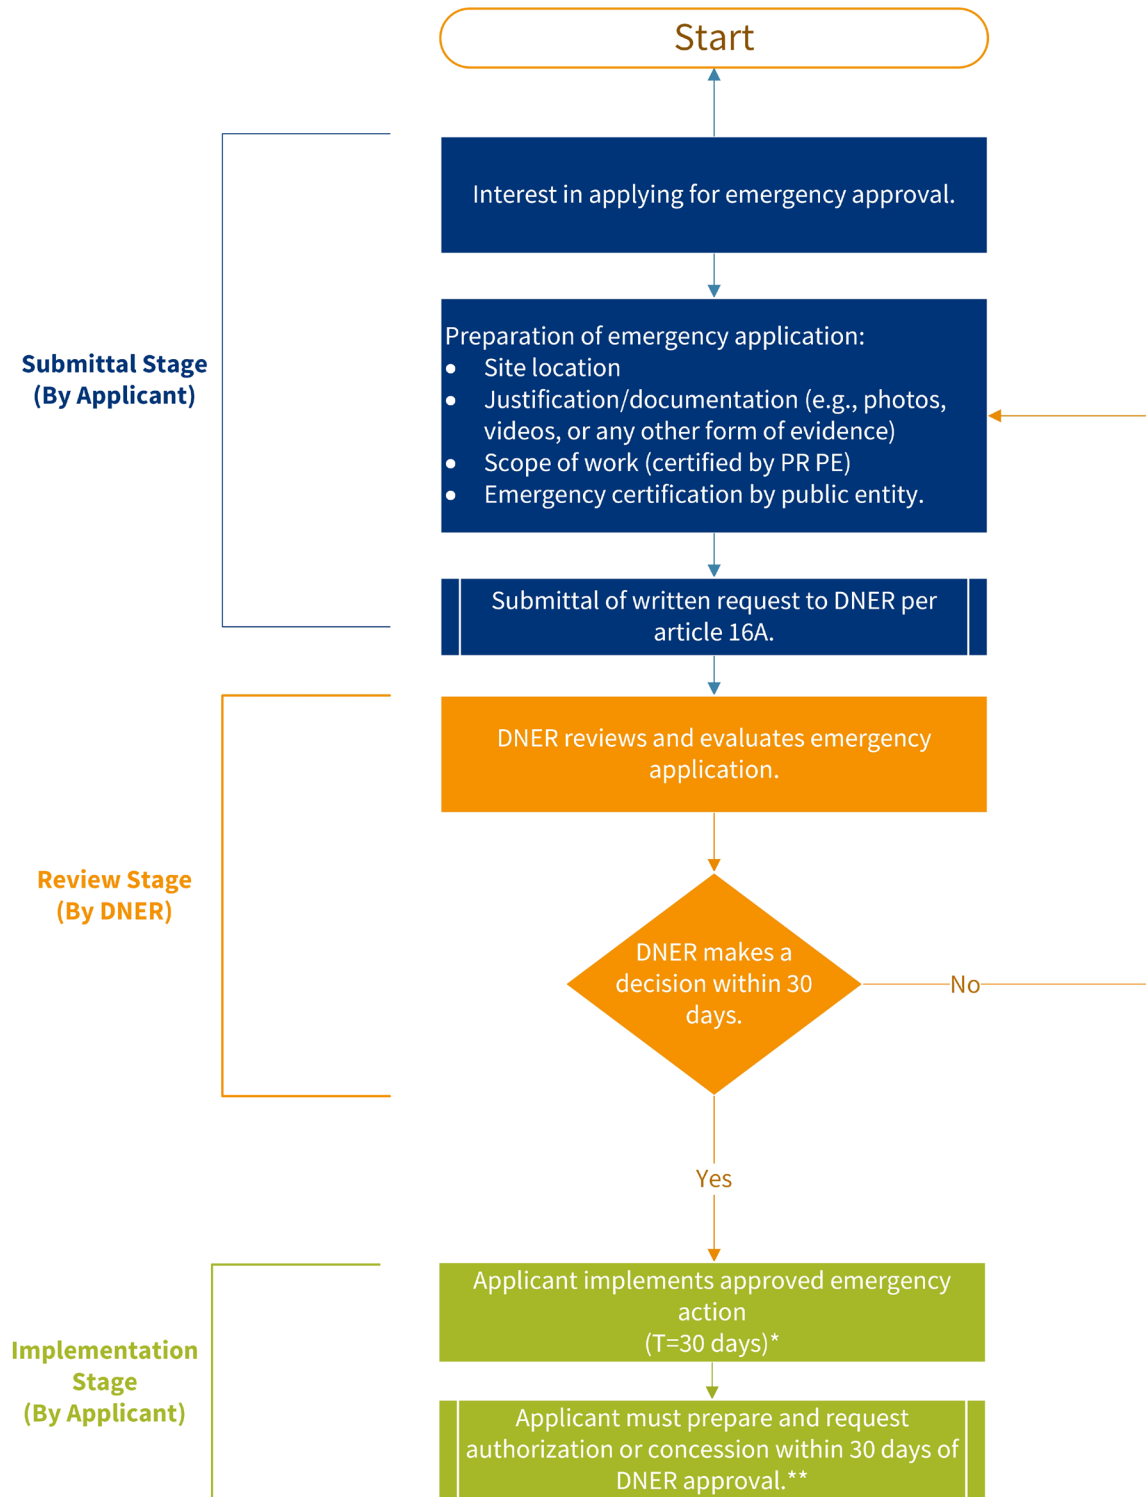 Start
Interest in applying for emergency approval.
Submittal Stage
(By Applicant)
Preparation of emergency application:
• Site location
• Justification/documentation (e.g., photos,
videos, or any other form of evidence)
• Scope of work (certified by PR PE)
• Emergency certification by public entity.
Submittal of written request to DNER per
article 16A.
DNER reviews and evaluates emergency
application.
Review Stage
(By DNER)
DNER makes a
decision within 30
days.
No
Yes
Applicant implements approved emergency
action
(T=30 days)*
Implementation
Stage
(By Applicant)
Applicant must prepare and request
authorization or concession within 30 days of
DNER approval.**